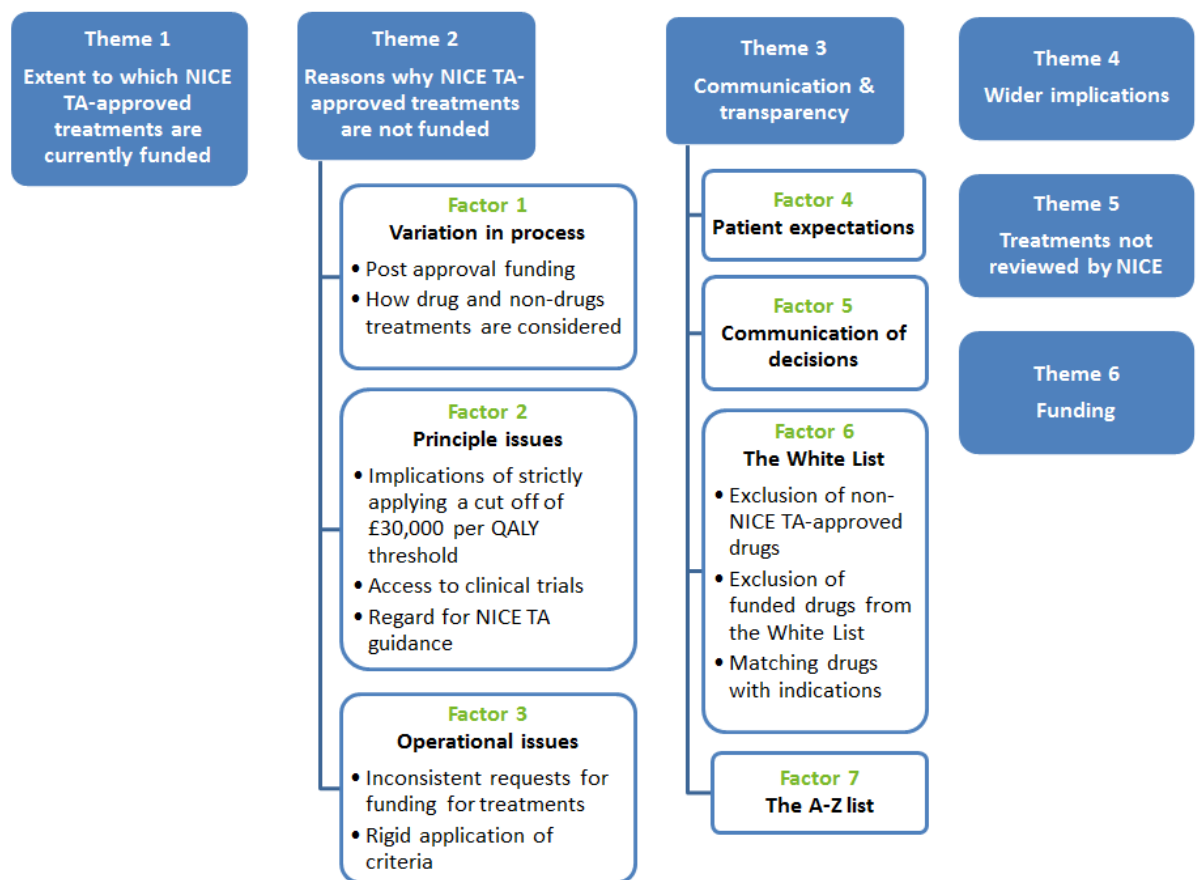 Theme 1
Extent to which NICE
TA-approved
treatments are
currently funded
Theme 2
Reasons why NICE TA-
approved treatments
are not funded
Factor 1
Variation in process
• Post approval funding
• How drug and non-drugs
treatments are considered
Factor 2
Principle issues
• Implications of strictly
applying a cut off of
£30,000 per QALY
threshold
• Access to clinical trials
• Regard for NICE TA
guidance
Factor 3
Operational issues
• Inconsistent requests for
funding for treatments
• Rigid application of
criteria
Theme 3
Communication &
transparency
Factor 4
Patient expectations
Factor 5
Communication of
decisions
Factor 6
The White List
• Exclusion of non-
NICE TA-approved
drugs
• Exclusion of
funded drugs from
the White List
• Matching drugs
with indications
Factor 7
The A-Z list
Theme 4
Wider implications
Theme 5
Treatments not
reviewed by NICE
Theme 6
Funding